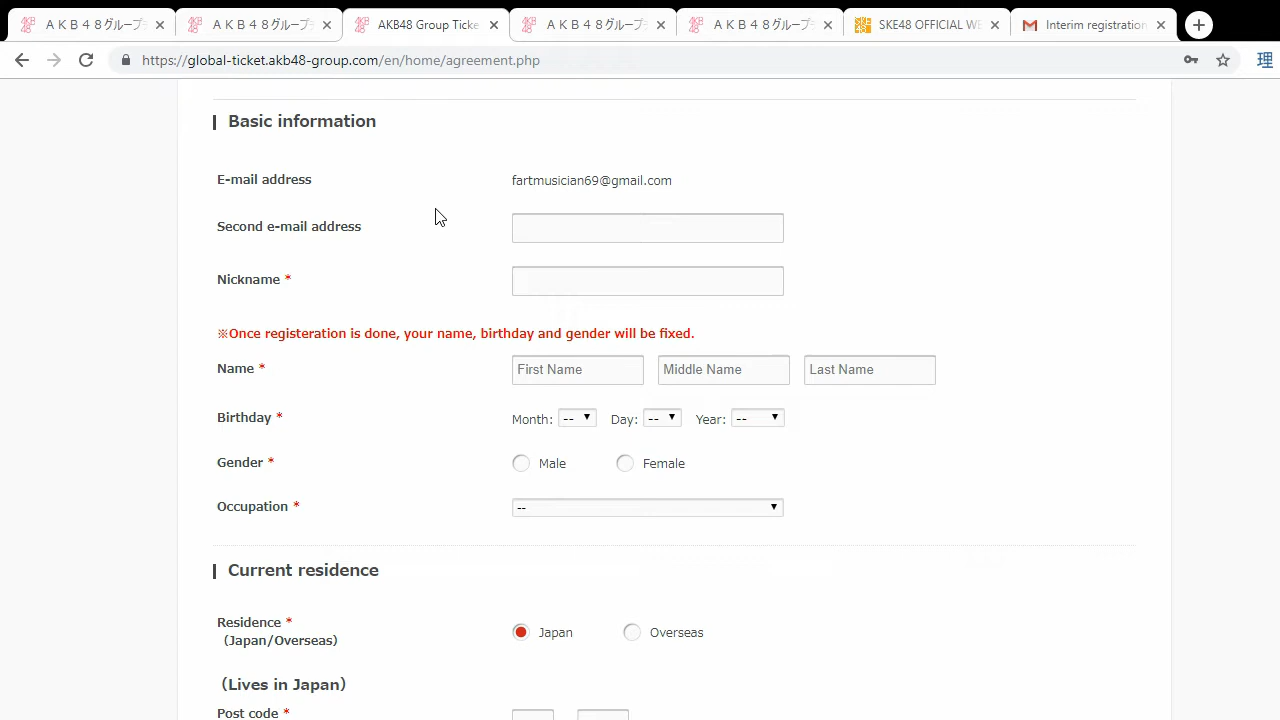 ＡＫＢ４８グループ
ＡＫＢ４８グループ
AKB48 Group Ticke
ＡＫＢ４８グループ
ＡＫＢ４８グループ
SKE48 OFFICIAL WE
Interim registration
https://global-ticket.akb48-group.com/en/home/agreement.php
理
Basic information
E-mail address
fartmusician69@gmail.com
Second e-mail address
Nickname *
※Once registeration is done, your name, birthday and gender will be fixed.
Name *
First Name
Middle Name
Last Name
Birthday *
Month: --
Day: --
Year: --
Gender *
Male
Female
Occupation *
--
Current residence
Residence *
(Japan/Overseas)
Japan
Overseas
（Lives in Japan）
Post code *